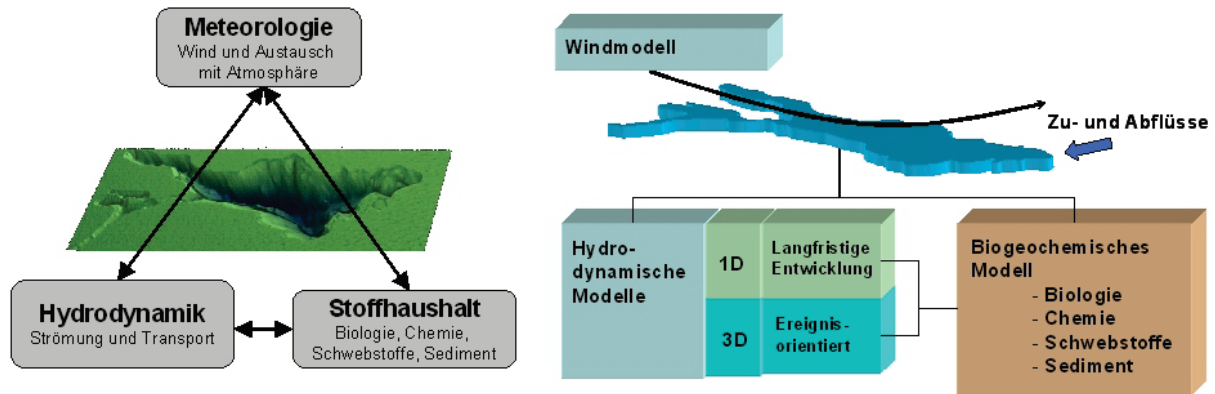 Meteorologie
Wind und Austausch
mit Atmosphäre
Hydrodynamik
Strömung und Transport
Stoffhaushalt
Biologie, Chemie,
Schwebstoffe, Sediment
Windmodell
Zu- und Abflüsse
Hydro-
dynamische
Modelle
1D
Langfristige
Entwicklung
3D
Ereignis-
orientiert
Biogeochemisches
Modell
- Biologie
- Chemie
- Schwebstoffe
- Sediment